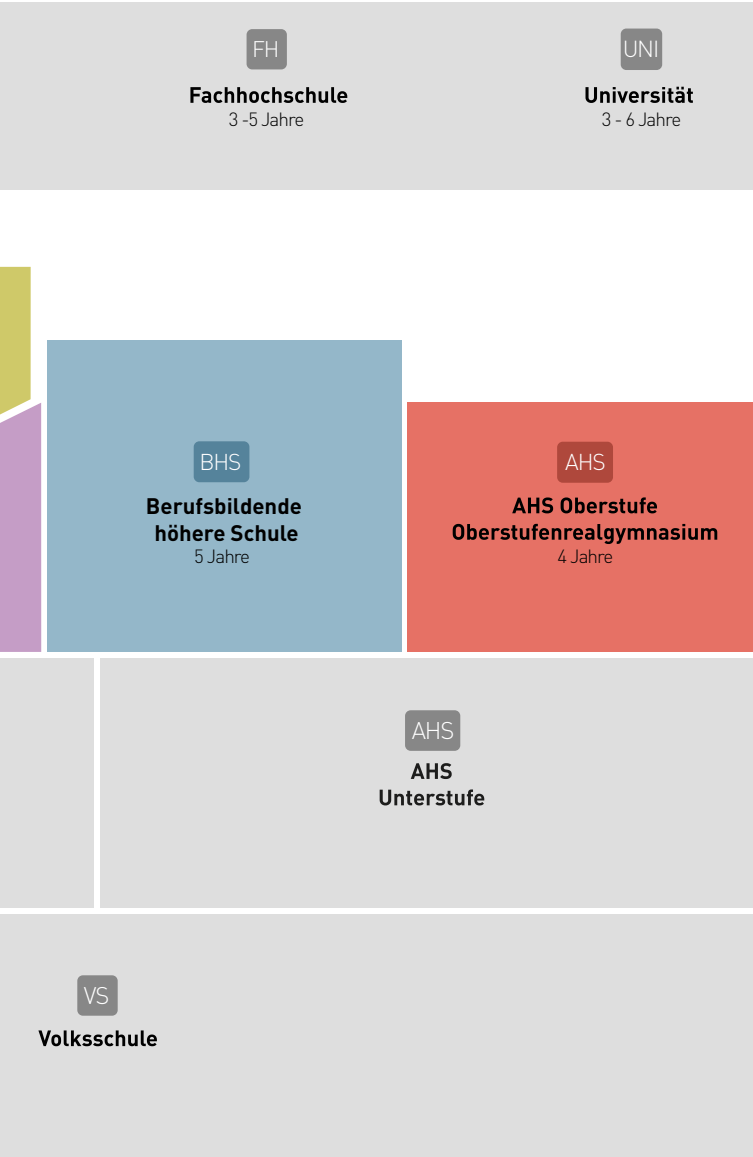 FH
Fachhochschule
3 -5 Jahre
UNI
Universität
3 - 6 Jahre
BHS
Berufsbildende
höhere Schule
5 Jahre
AHS
AHS Oberstufe
Oberstufenrealgymnasium
4 Jahre
AHS
AHS
Unterstufe
VS
Volksschule